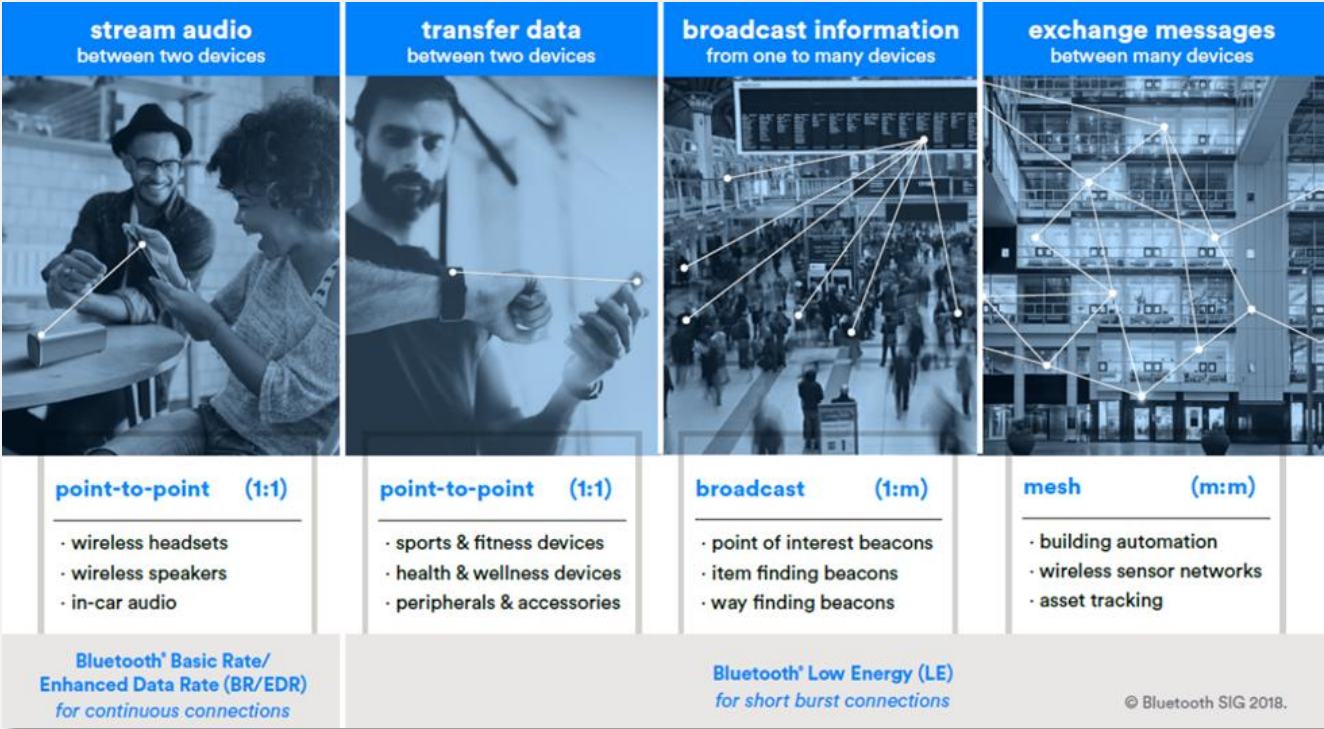 stream audio
between two devices
transfer data
between two devices
broadcast information
from one to many devices
exchange messages
between many devices
point-to-point (1:1)
· wireless headsets
· wireless speakers
· in-car audio
point-to-point (1:1)
· sports & fitness devices
· health & wellness devices
· peripherals & accessories
broadcast (1:m)
· point of interest beacons
· item finding beacons
· way finding beacons
mesh (m:m)
· building automation
· wireless sensor networks
· asset tracking
Bluetooth® Basic Rate/
Enhanced Data Rate (BR/EDR)
for continuous connections
Bluetooth® Low Energy (LE)
for short burst connections
© Bluetooth SIG 2018.